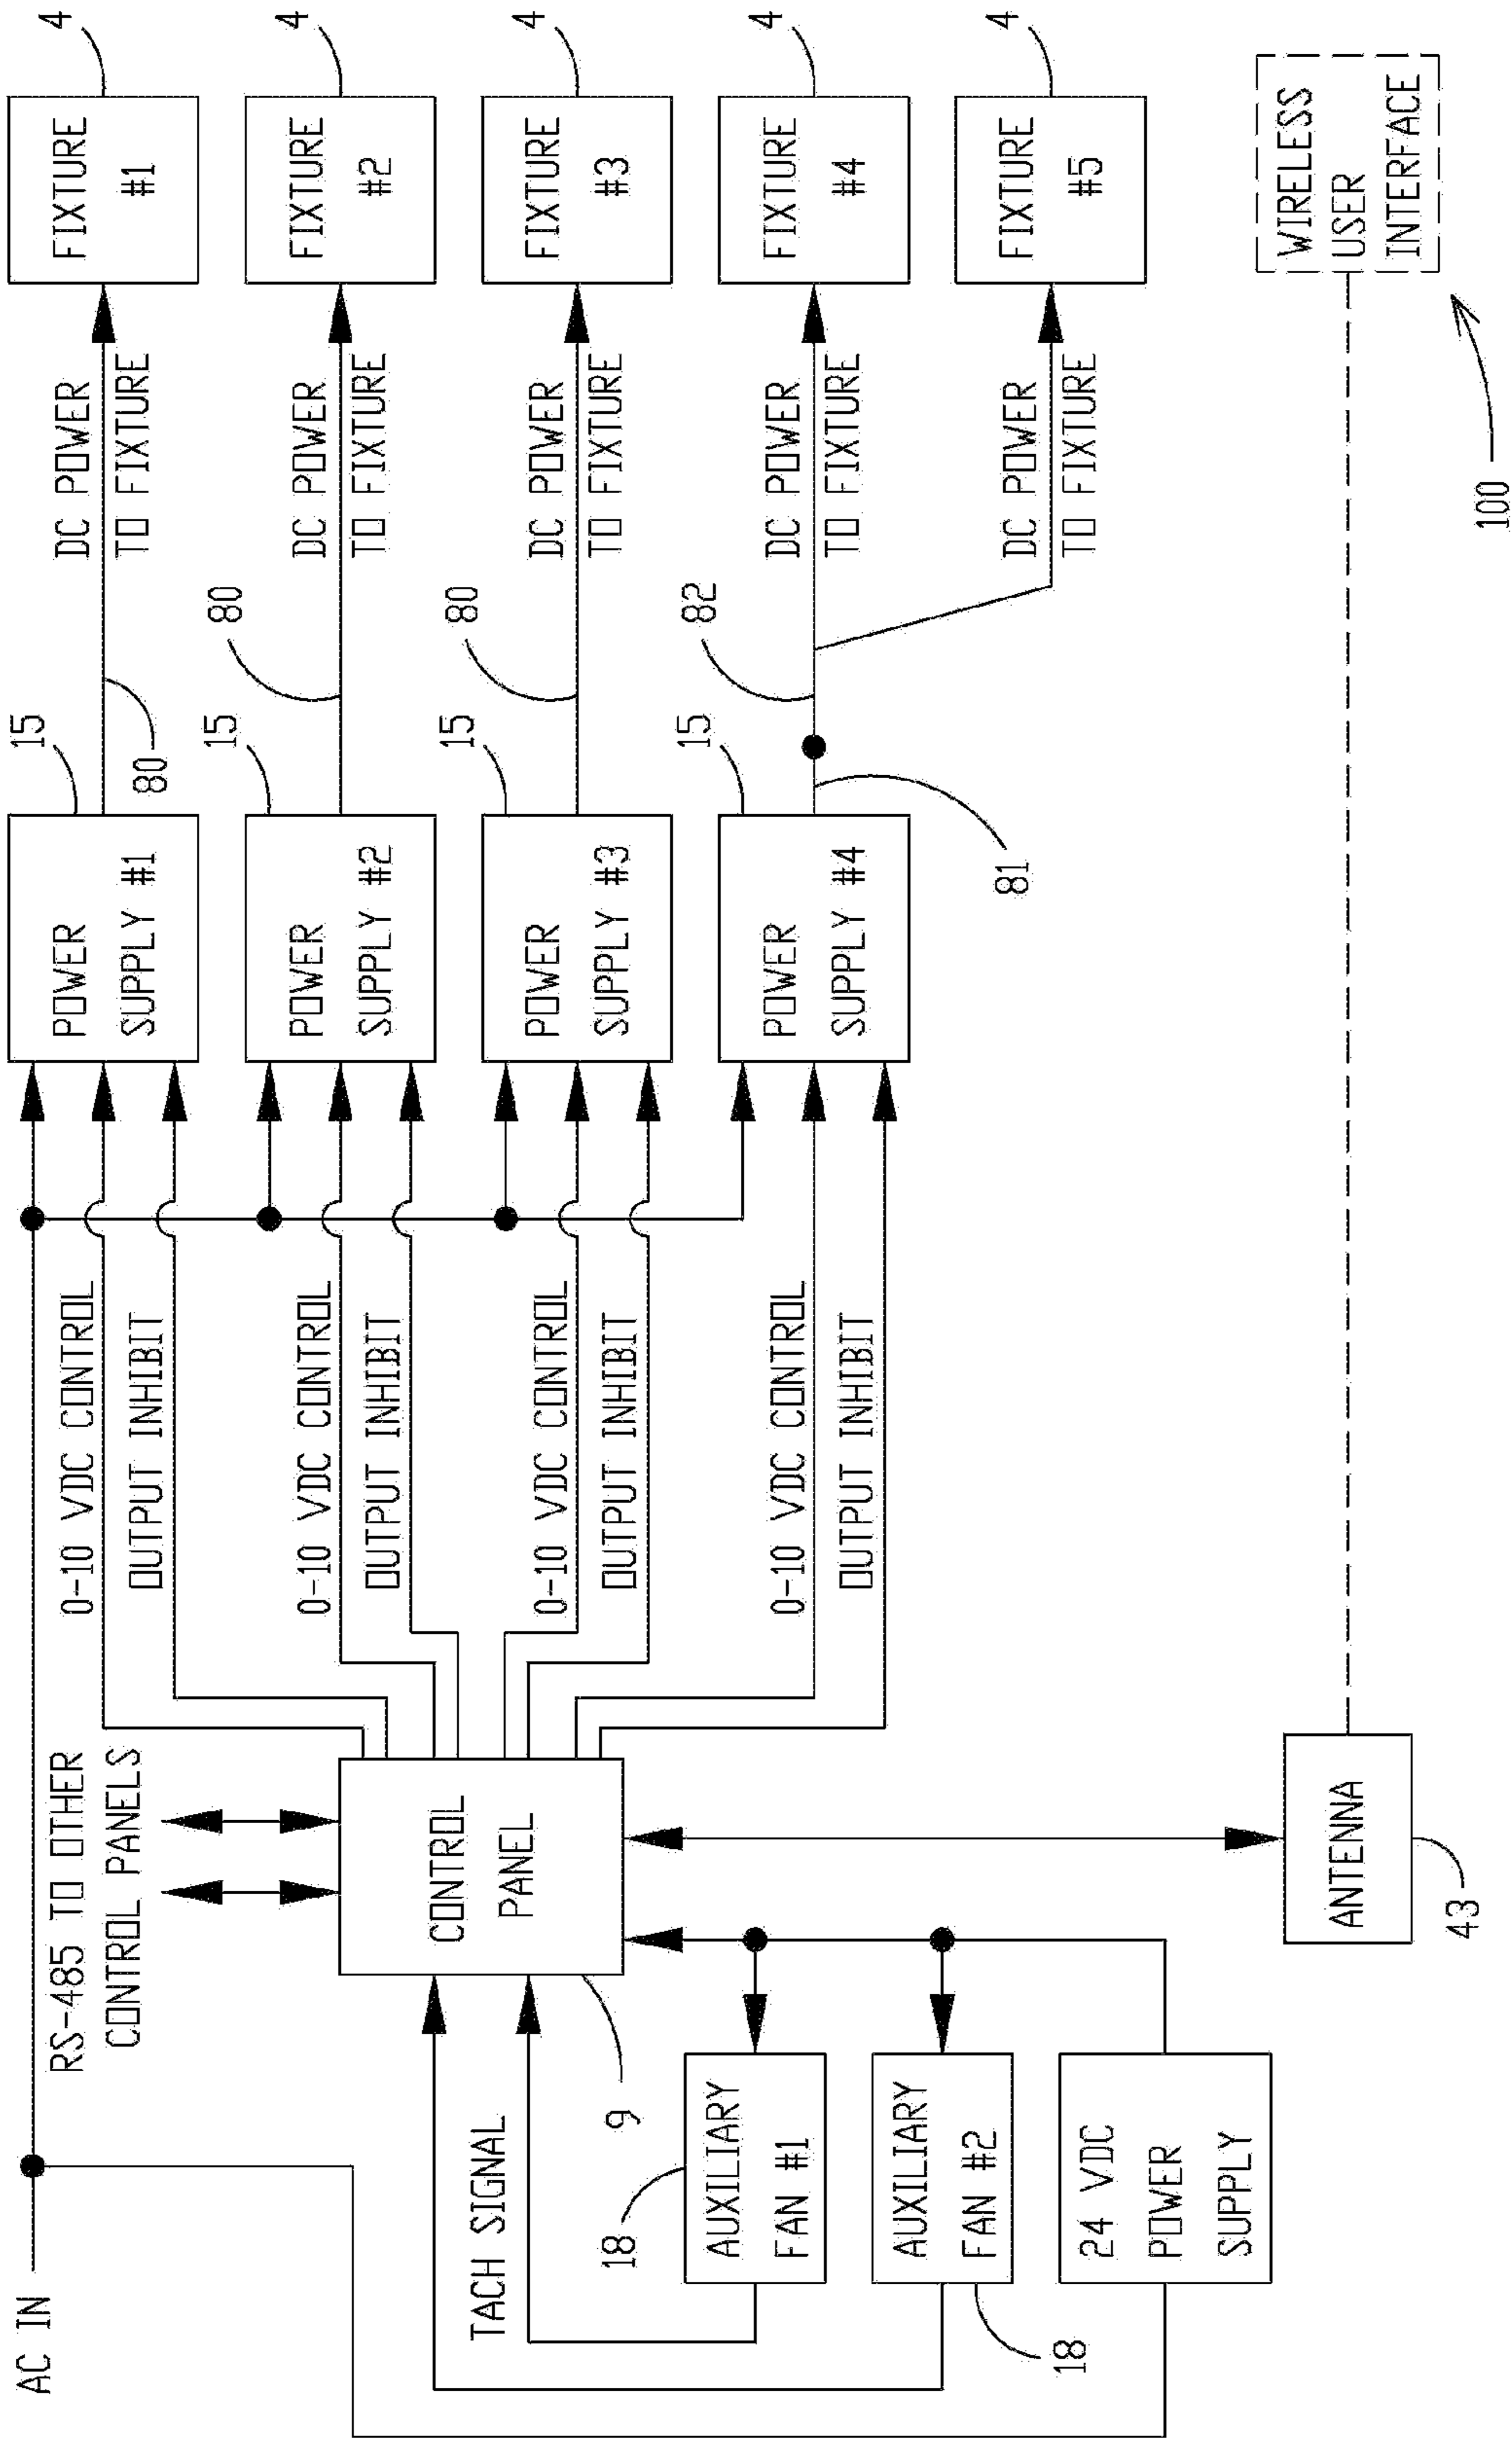 AC IN
RS-485 TO OTHER
CONTROL PANELS
0-10 VDC CONTROL
OUTPUT INHIBIT
0-10 VDC CONTROL
OUTPUT INHIBIT
0-10 VDC CONTROL
OUTPUT INHIBIT
0-10 VDC CONTROL
OUTPUT INHIBIT
POWER
SUPPLY #1
15
80
DC POWER
TO FIXTURE
FIXTURE
#1
4
POWER
SUPPLY #2
15
80
DC POWER
TO FIXTURE
FIXTURE
#2
4
POWER
SUPPLY #3
15
80
DC POWER
TO FIXTURE
FIXTURE
#3
4
POWER
SUPPLY #4
15
81
82
DC POWER
TO FIXTURE
FIXTURE
#4
4
DC POWER
TO FIXTURE
FIXTURE
#5
4
CONTROL
PANEL
9
TACH SIGNAL
18
AUXILIARY
FAN #1
AUXILIARY
FAN #2
18
24 VDC
POWER
SUPPLY
ANTENNA
43
WIRELESS
USER
INTERFACE
100